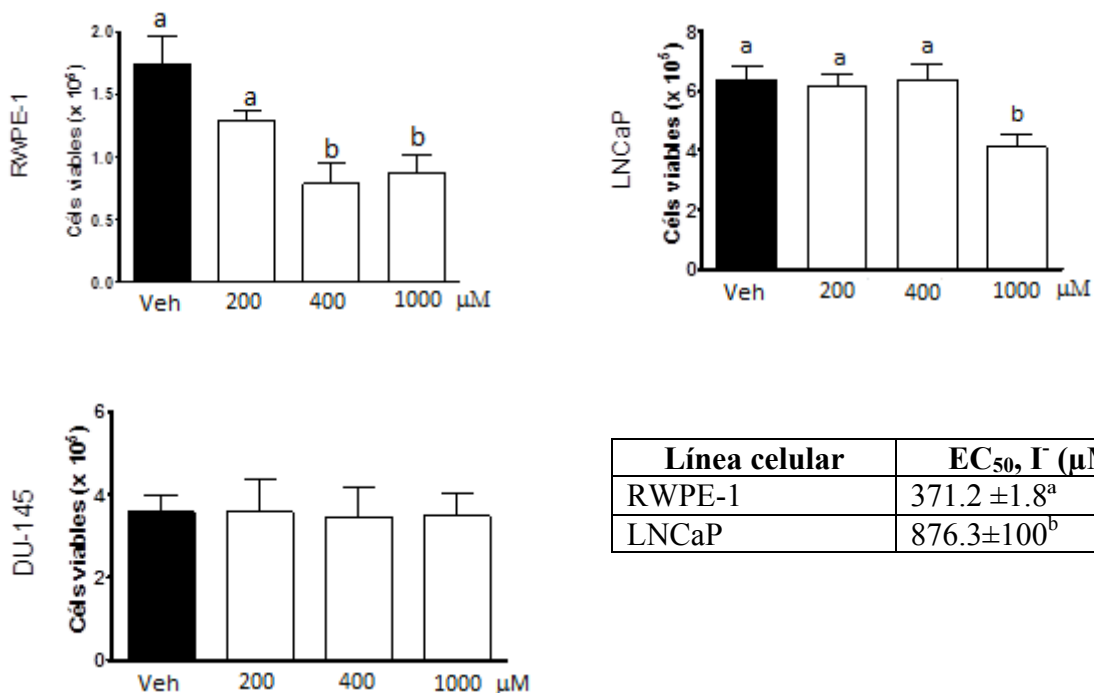 RWPE-1
Céls viables (x 10⁶)
2.0
1.5
1.0
0.5
0.0
a
a
b
b
Veh 200 400 1000 µM
LNCaP
Céls viables (x 10⁵)
8
6
4
2
0
a
a
a
b
Veh 200 400 1000 µM
DU-145
Céls viables (x 10⁶)
6
4
2
0
Veh 200 400 1000 µM
Línea celular EC₅₀, I⁻
RWPE-1 371.2 ±1.8ᵃ
LNCaP 876.3±100ᵇ